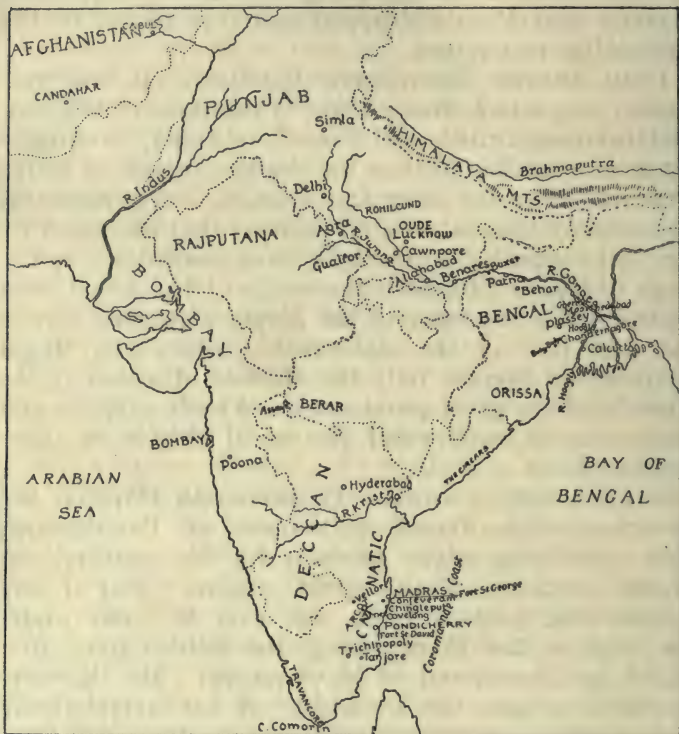 CABUL
AFGHANISTAN
CANDAHAR
PUNJAB
Simla
HIMALAYA
MTS.
Brahmaputra
R. Indus
Delhi
ROHILCUND
RAJPUTANA
Agra
R. Jumna
OUDE
Lucknow
Cawnpore
Gualior
Allahabad
Benares
Buxar
Patna
Behar
R. Ganges
BENGAL
Moorshedabad
Plassey
Hoogly
Chandernagore
Calcutta
R. Hoogly
BOMBAY
ORISSA
BERAR
BOMBAY
Poona
THE CIRCARS
ARABIAN
SEA
BAY OF
BENGAL
Hyderabad
R. Kristna
DECCAN
CARNATIC
Vellore
Arcot
MADRAS
Fort St George
Conjeveram
Chingleput
Covelong
PONDICHERRY
Fort St David
Coromandel Coast
Trichinopoly
Tanjore
TRAVANCORE
C. Comorin